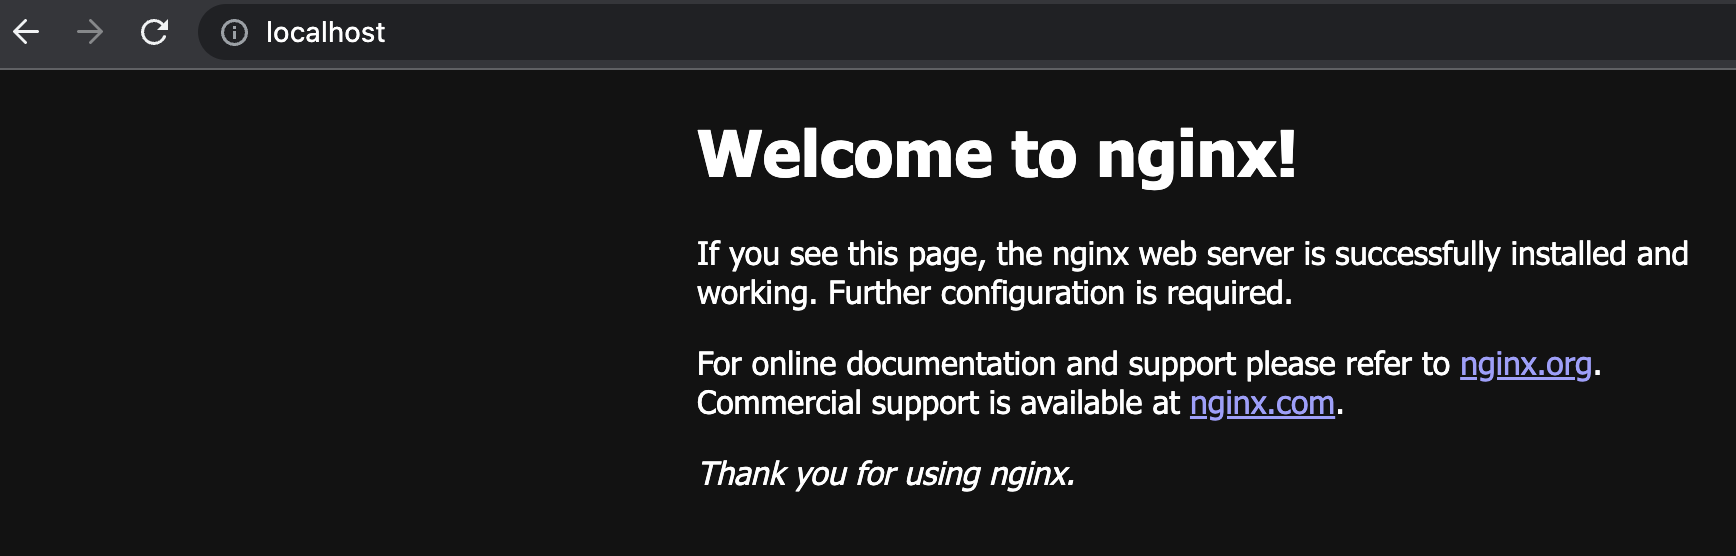 localhost
Welcome to nginx!
If you see this page, the nginx web server is successfully installed and
working. Further configuration is required.
For online documentation and support please refer to nginx.org.
Commercial support is available at nginx.com.
Thank you for using nginx.